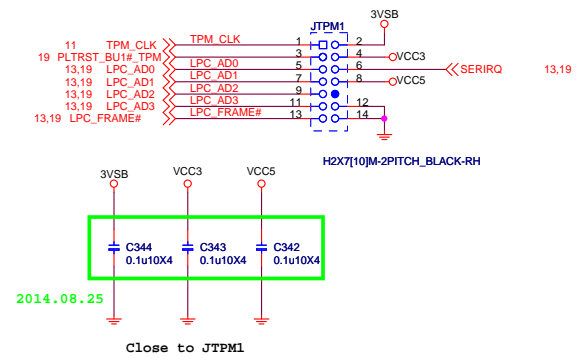 3VSB
JTPM1
11 TPM_CLK TPM_CLK 1 2
19 PLTRST_BU1#_TPM 3 4 VCC3
13,19 LPC_AD0 LPC_AD0 5 6 SERIRQ 13,19
13,19 LPC_AD1 LPC_AD1 7 8 VCC5
13,19 LPC_AD2 LPC_AD2 9
13,19 LPC_AD3 LPC_AD3 11 12
13,19 LPC_FRAME# LPC_FRAME# 13 14
H2X7[10]M-2PITCH_BLACK-RH
3VSB VCC3 VCC5
C344 C343 C342
0.1u10X4 0.1u10X4 0.1u10X4
2014.08.25
Close to JTPM1